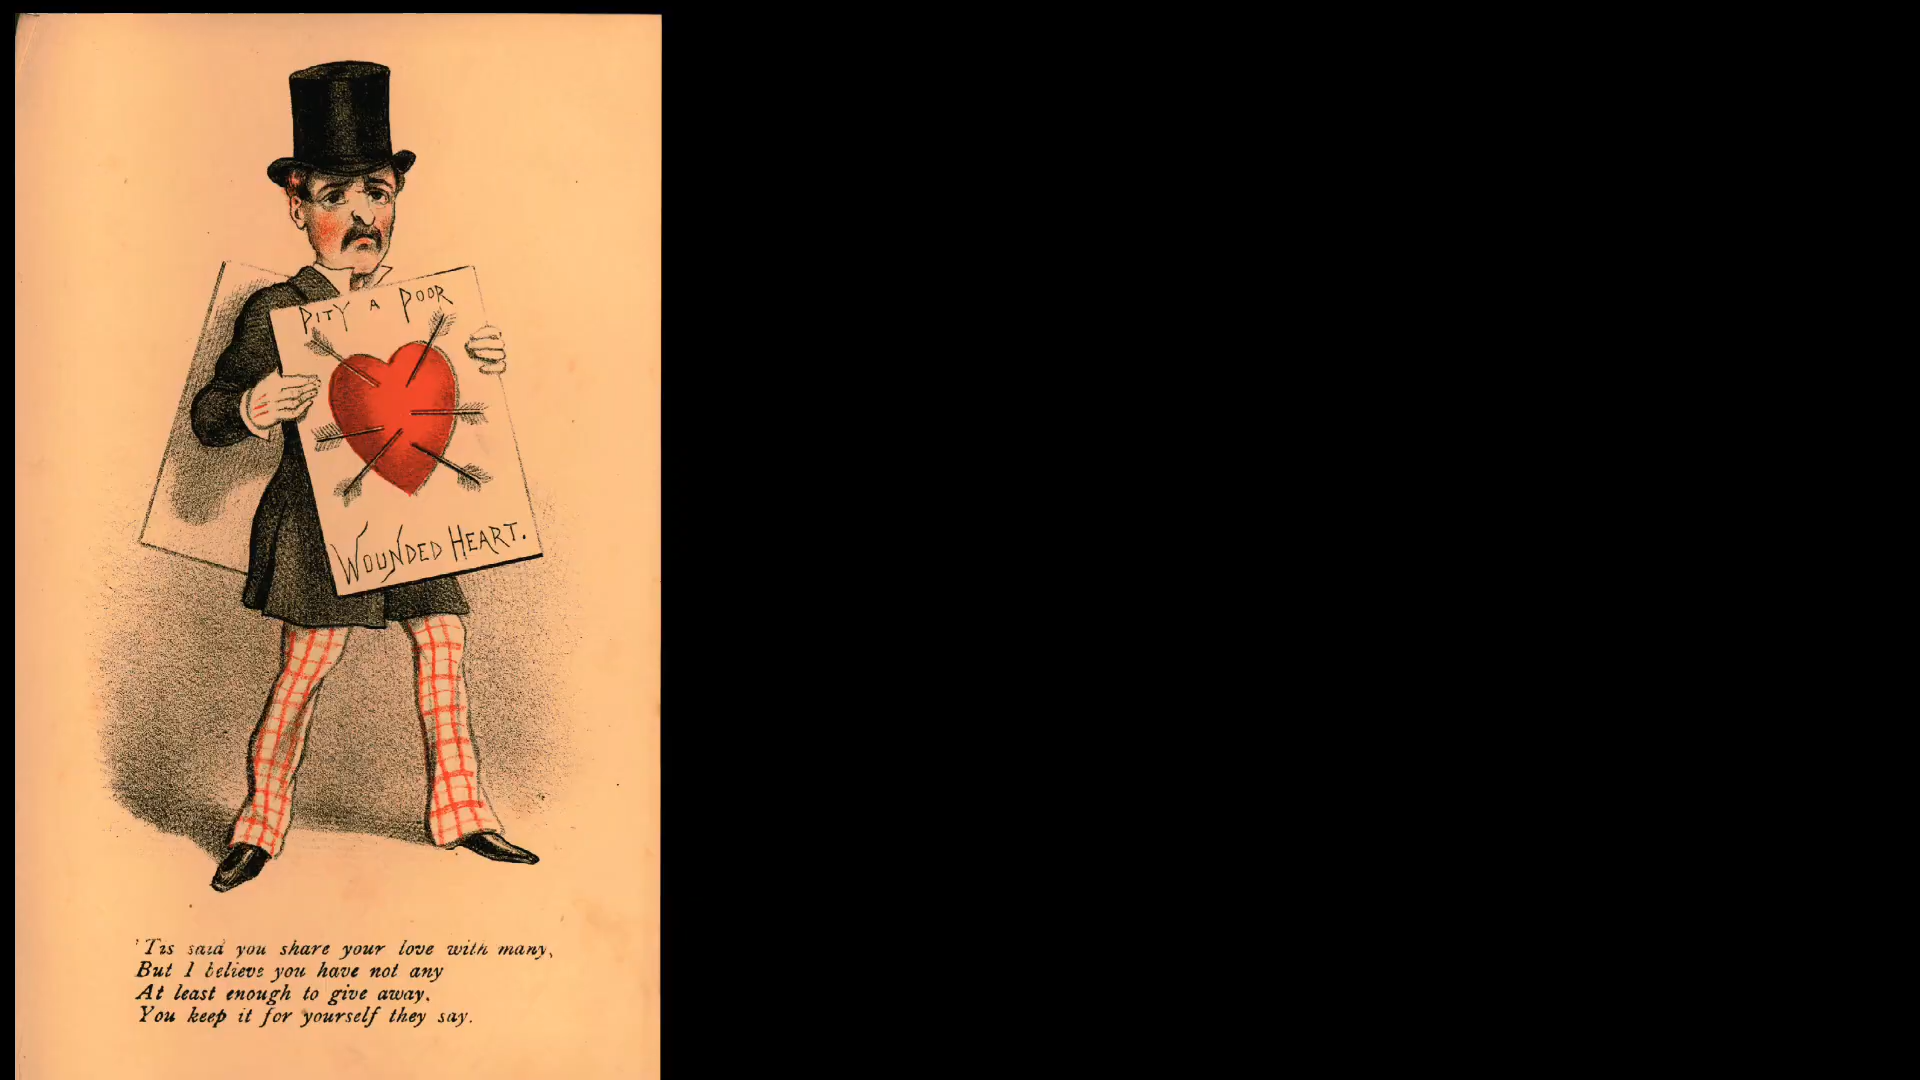 PITY A POOR
WOUNDED HEART.
'Tis said you share your love with many,
But I believe you have not any
At least enough to give away.
You keep it for yourself they say.